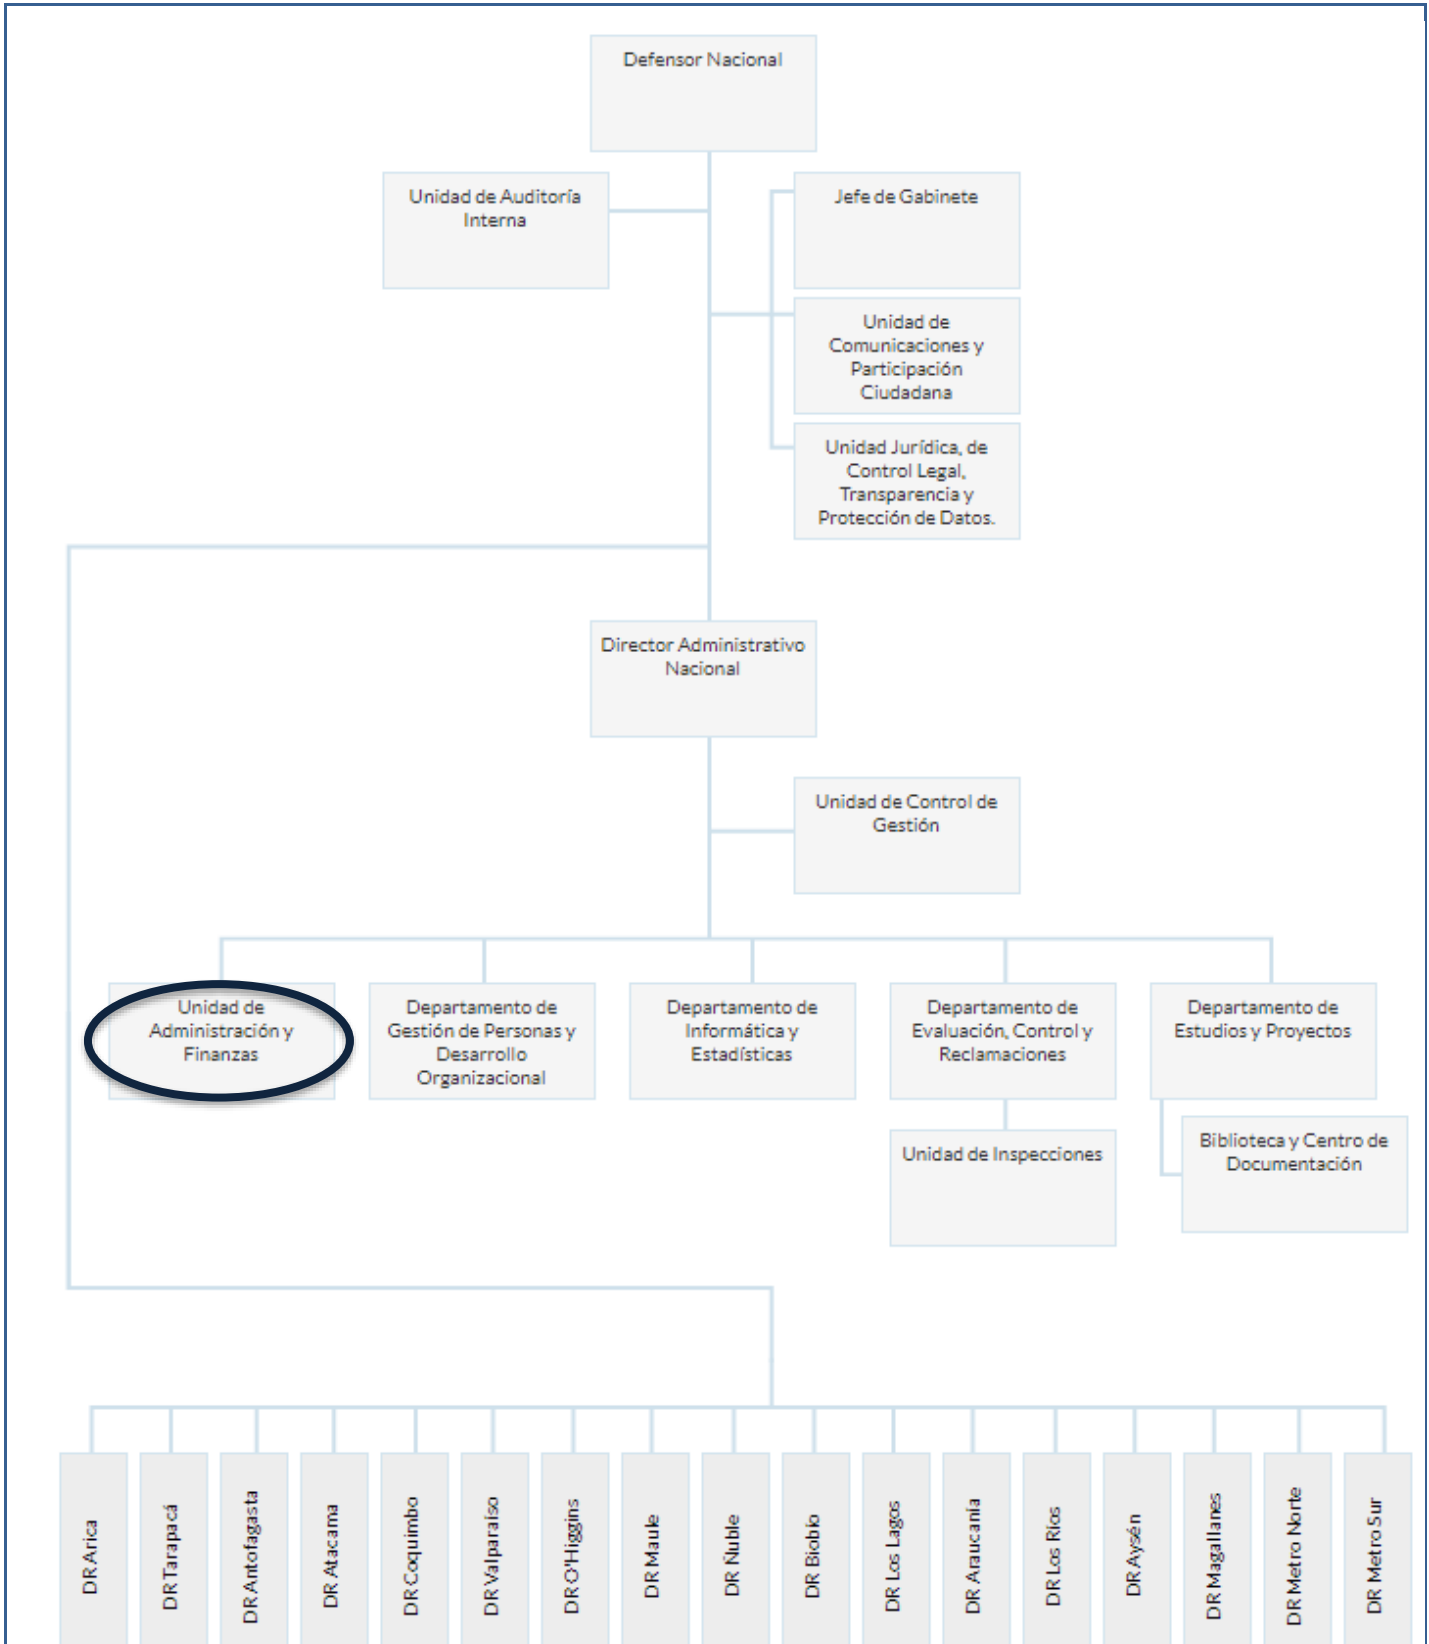 Defensor Nacional
Unidad de Auditoría
Interna
Jefe de Gabinete
Unidad de
Comunicaciones y
Participación
Ciudadana
Unidad Jurídica, de
Control Legal,
Transparencia y
Protección de Datos.
Director Administrativo
Nacional
Unidad de Control de
Gestión
Unidad de
Administración y
Finanzas
Departamento de
Gestión de Personas y
Desarrollo
Organizacional
Departamento de
Informática y
Estadísticas
Departamento de
Evaluación, Control y
Reclamaciones
Departamento de
Estudios y Proyectos
Unidad de Inspecciones
Biblioteca y Centro de
Documentación
DR Arica
DR Tarapacá
DR Antofagasta
DR Atacama
DR Coquimbo
DR Valparaíso
DR O'Higgins
DR Maule
DR Ñuble
DR Biobío
DR Los Lagos
DR Araucanía
DR Los Ríos
DR Aysén
DR Magallanes
DR Metro Norte
DR Metro Sur